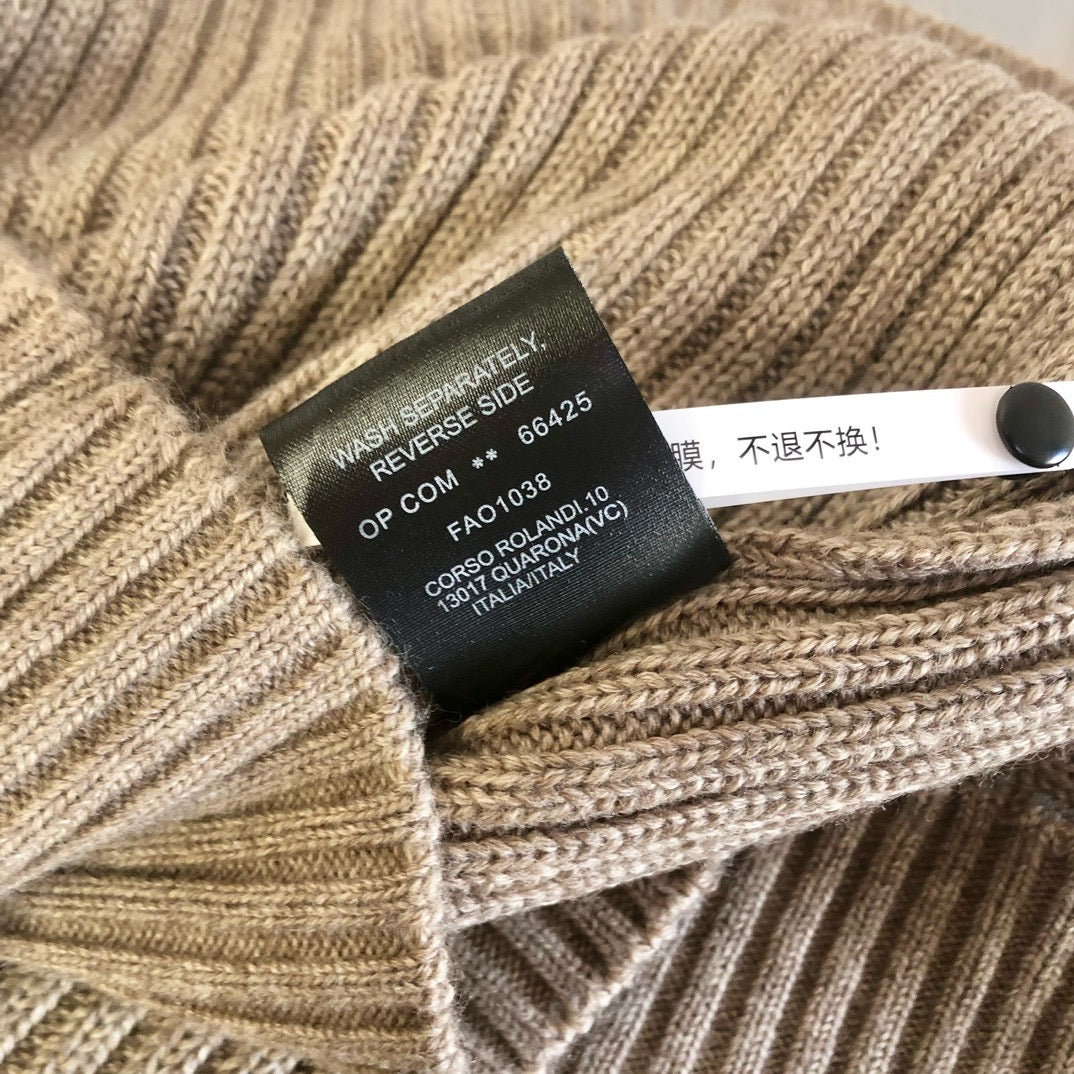 WASH SEPARATELY,
REVERSE SIDE
OP COM ** 66425
FAO1038
CORSO ROLANDI.10
13017 QUARONA(VC)
ITALIA/ITALY
膜，不退不换！